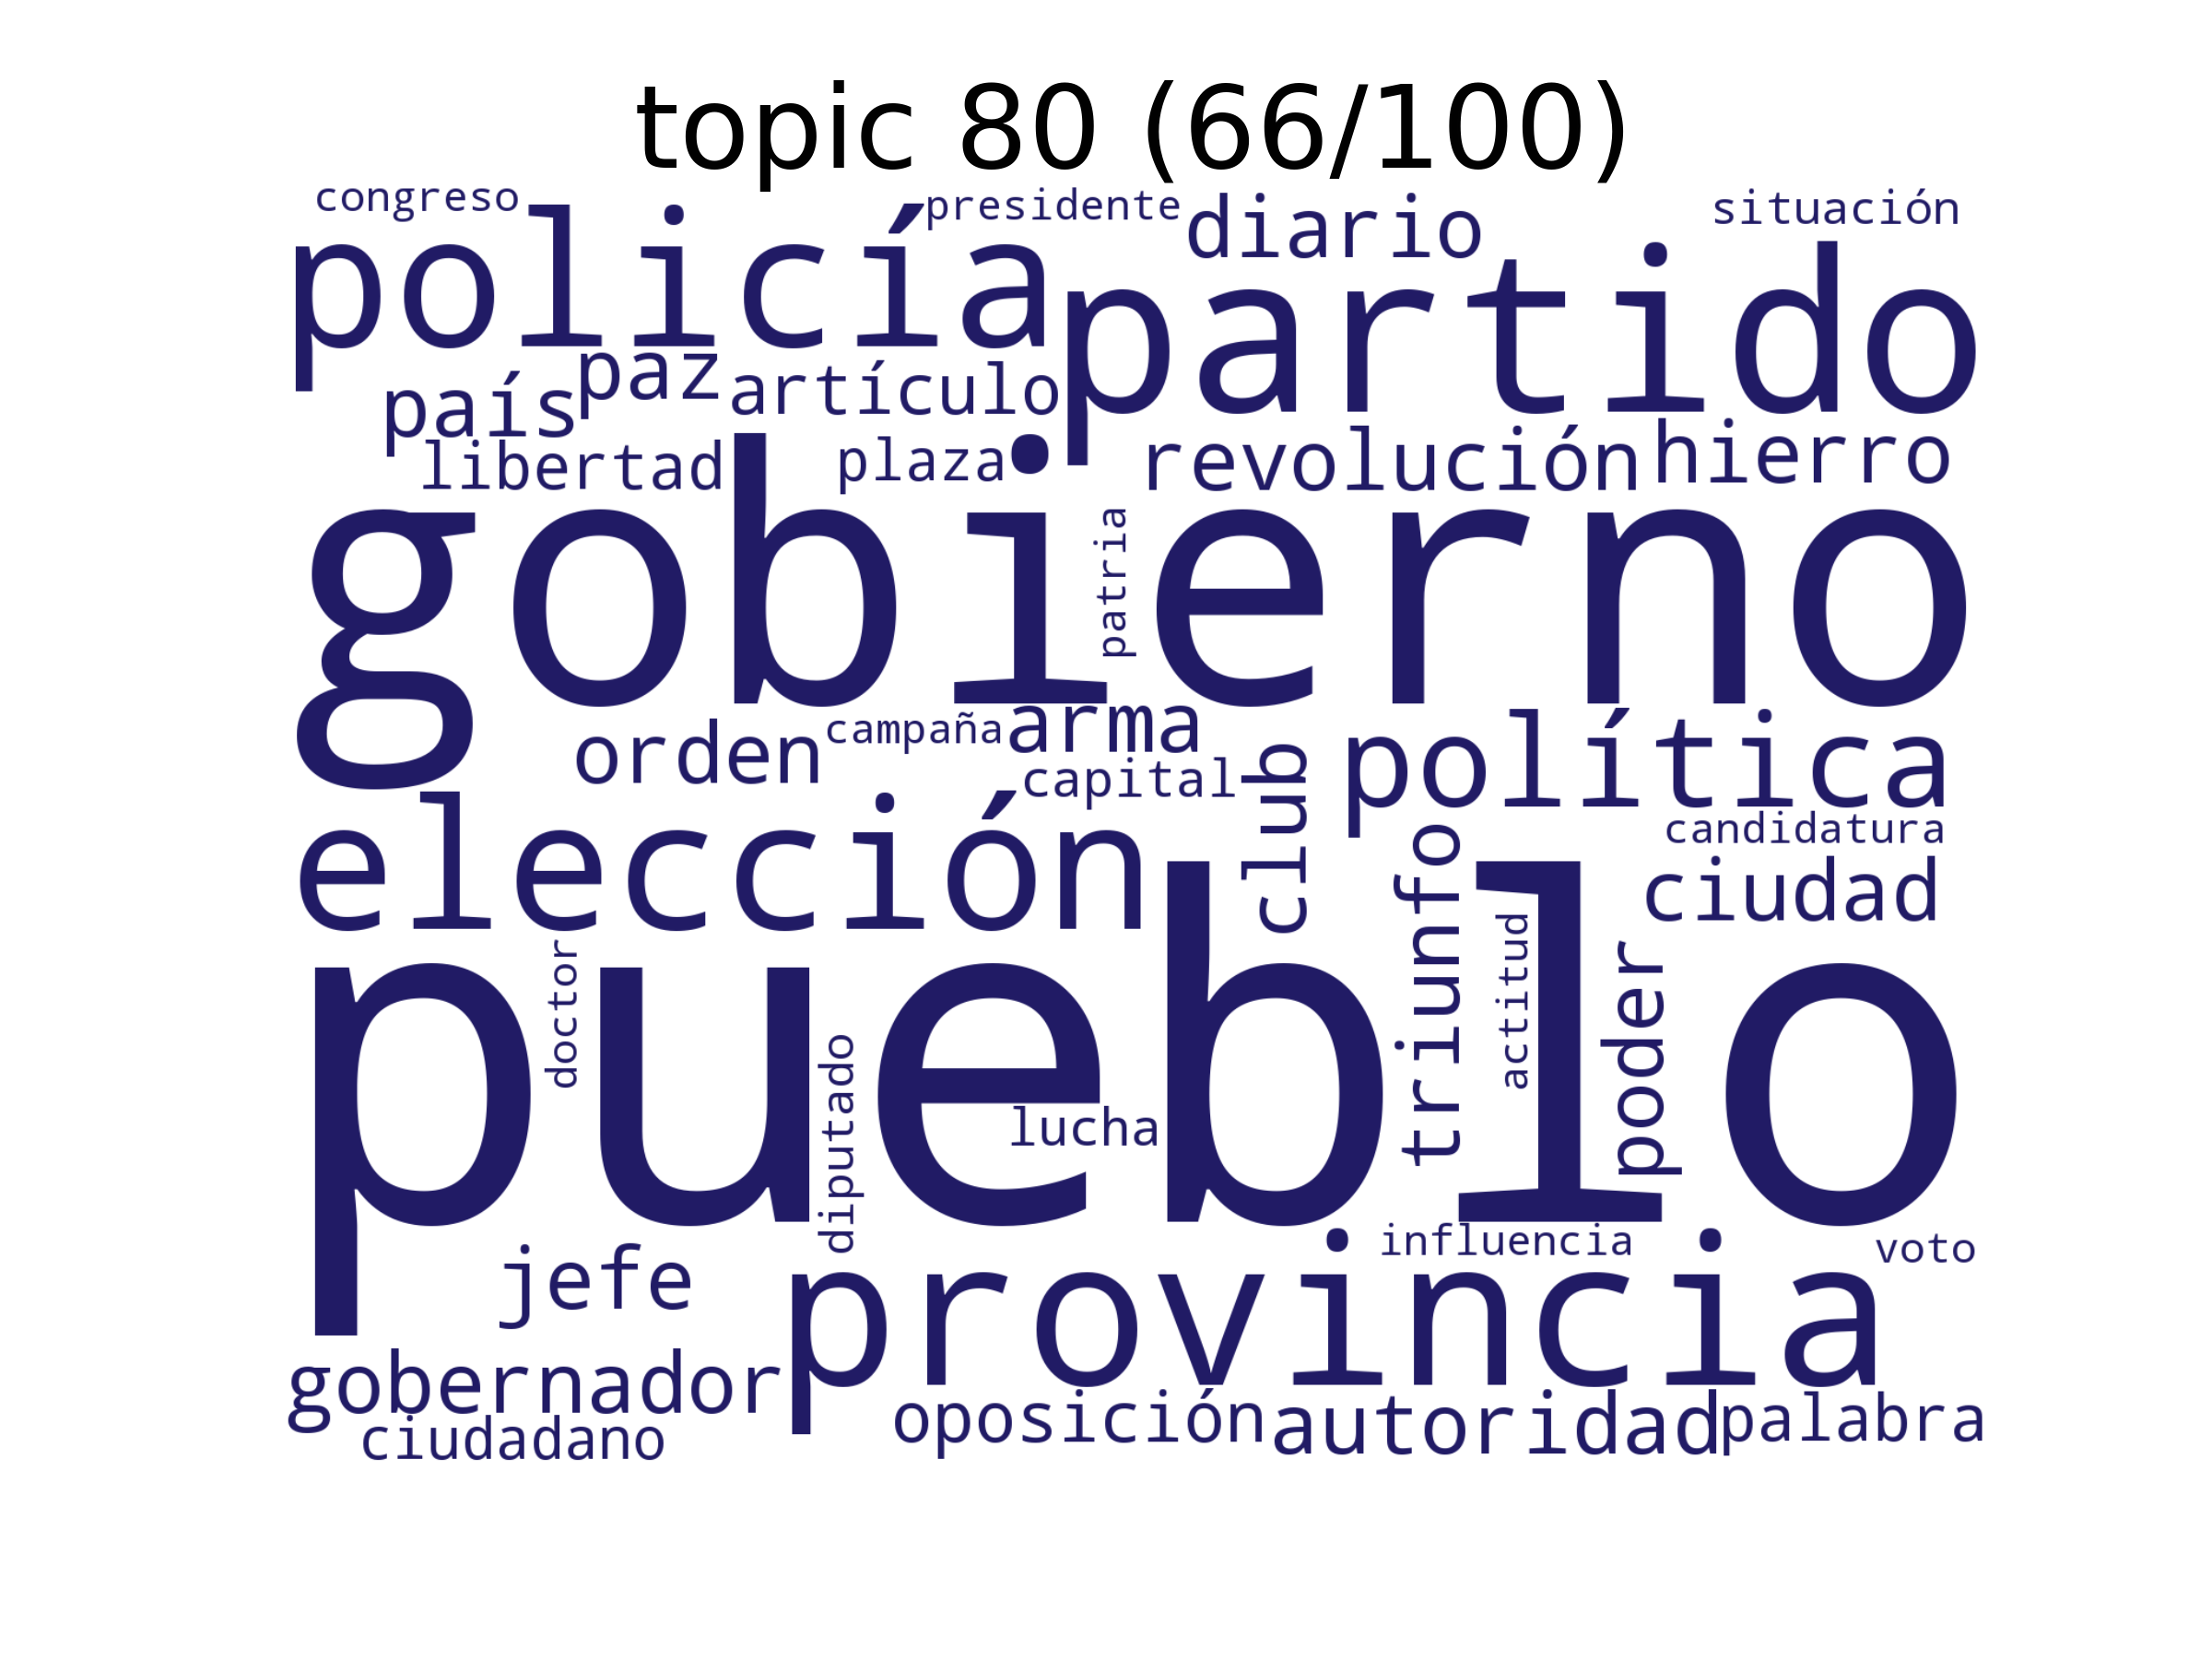 topic 80 (66/100)
congreso
presidente
diario
situación
policía
partido
país
paz
artículo
libertad
plaza
revolución
hierro
gobierno
patria
orden
campaña
arma
capital
club
política
candidatura
elección
triunfo
ciudad
pueblo
doctor
diputado
lucha
actitud
poder
influencia
voto
jefe
provincia
gobernador
ciudadano
oposición
autoridad
palabra